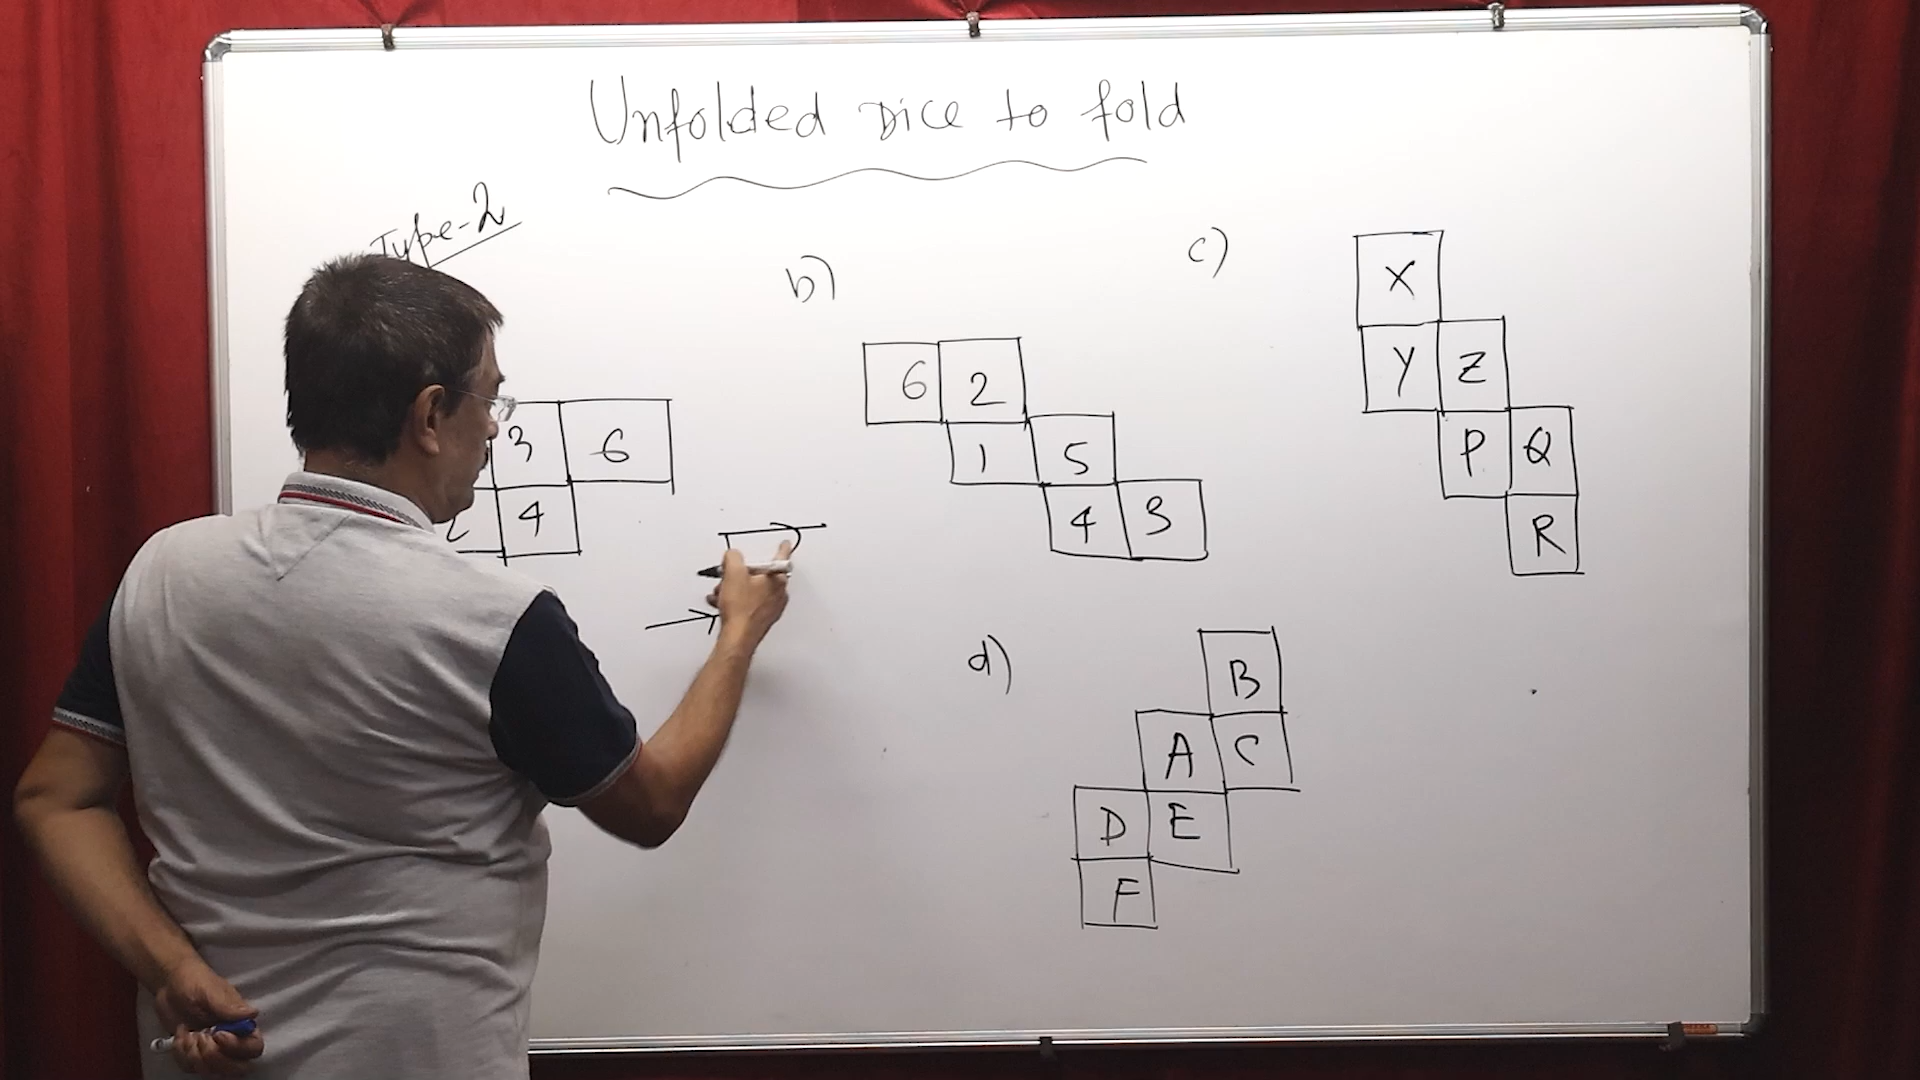 Unfolded Dice to fold
Type-2
b)
c)
X
6 2
Y Z
3 6
1 5
P Q
4
4 3
R
d)
B
A C
D E
F